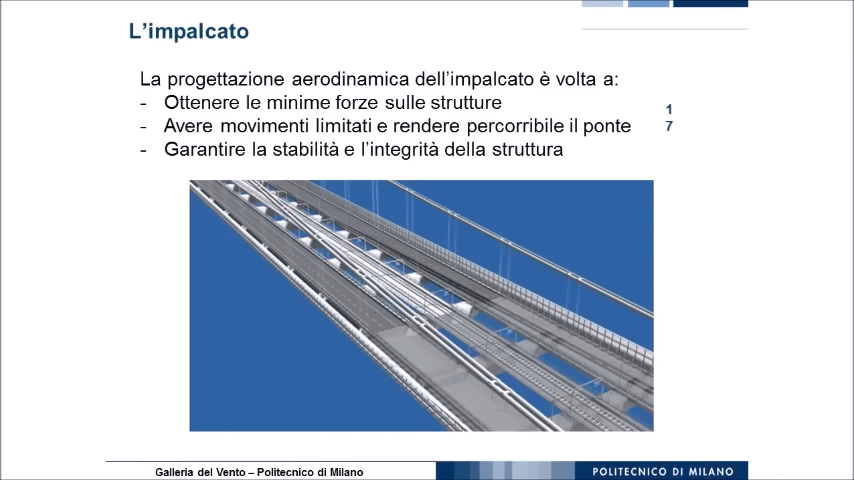 L’impalcato
La progettazione aerodinamica dell’impalcato è volta a:
- Ottenere le minime forze sulle strutture
- Avere movimenti limitati e rendere percorribile il ponte
- Garantire la stabilità e l’integrità della struttura
1
7
Galleria del Vento – Politecnico di Milano
POLITECNICO DI MILANO